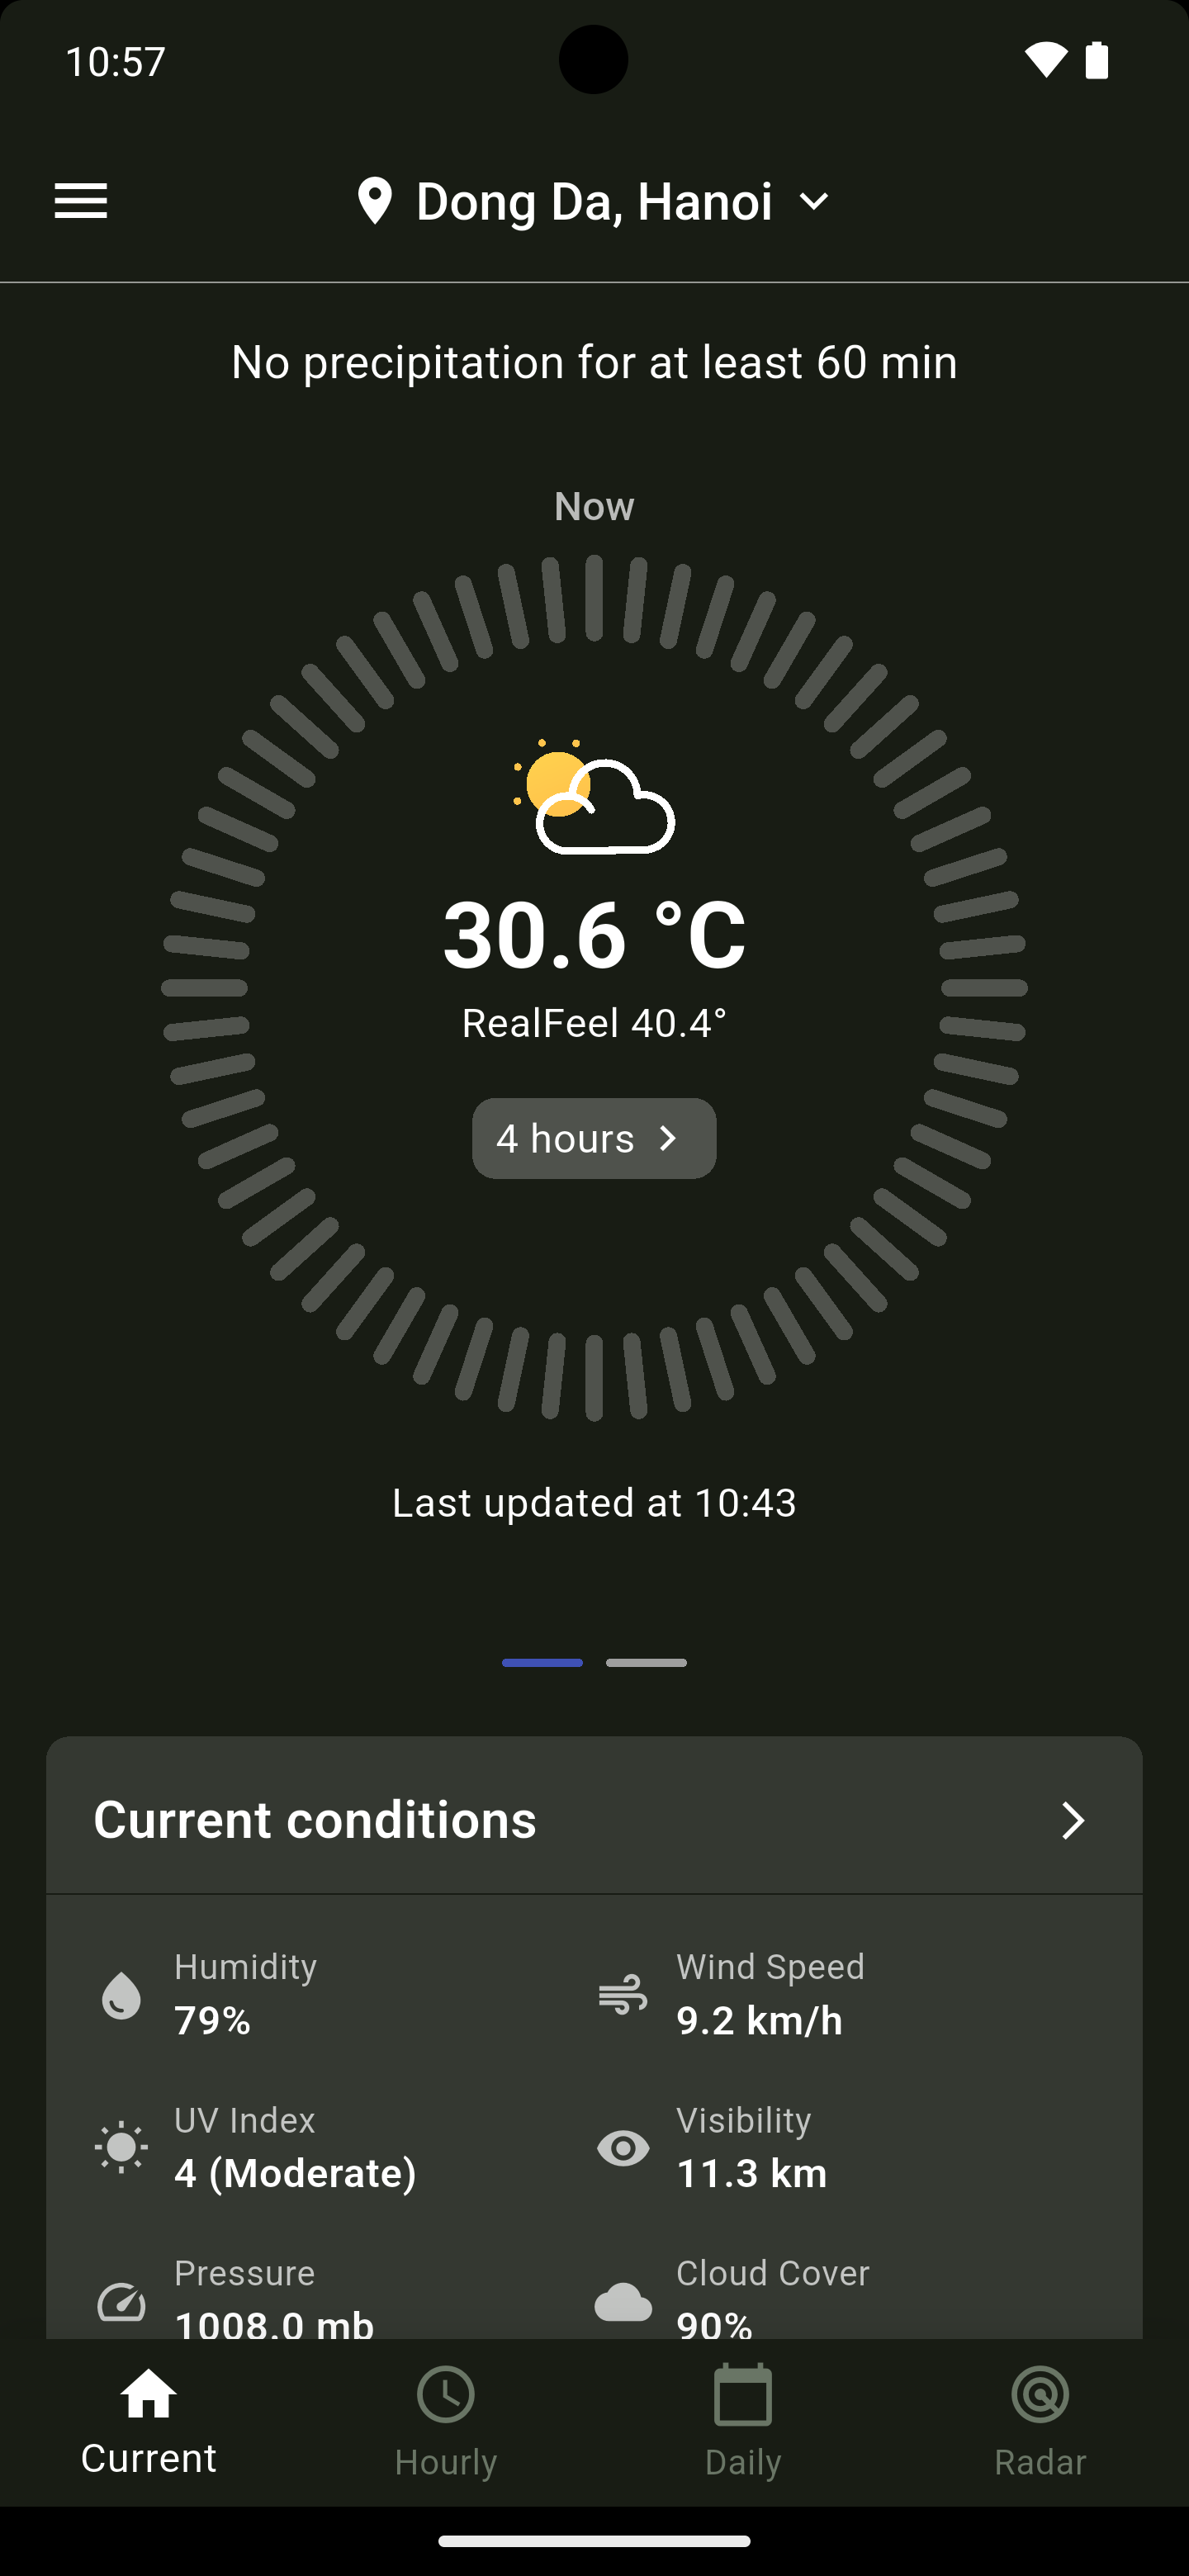 10:57
Dong Da, Hanoi
No precipitation for at least 60 min
Now
30.6 °C
RealFeel 40.4°
4 hours
Last updated at 10:43
Current conditions
Humidity
79%
Wind Speed
9.2 km/h
UV Index
4 (Moderate)
Visibility
11.3 km
Pressure
1008.0 mb
Cloud Cover
90%
Current
Hourly
Daily
Radar